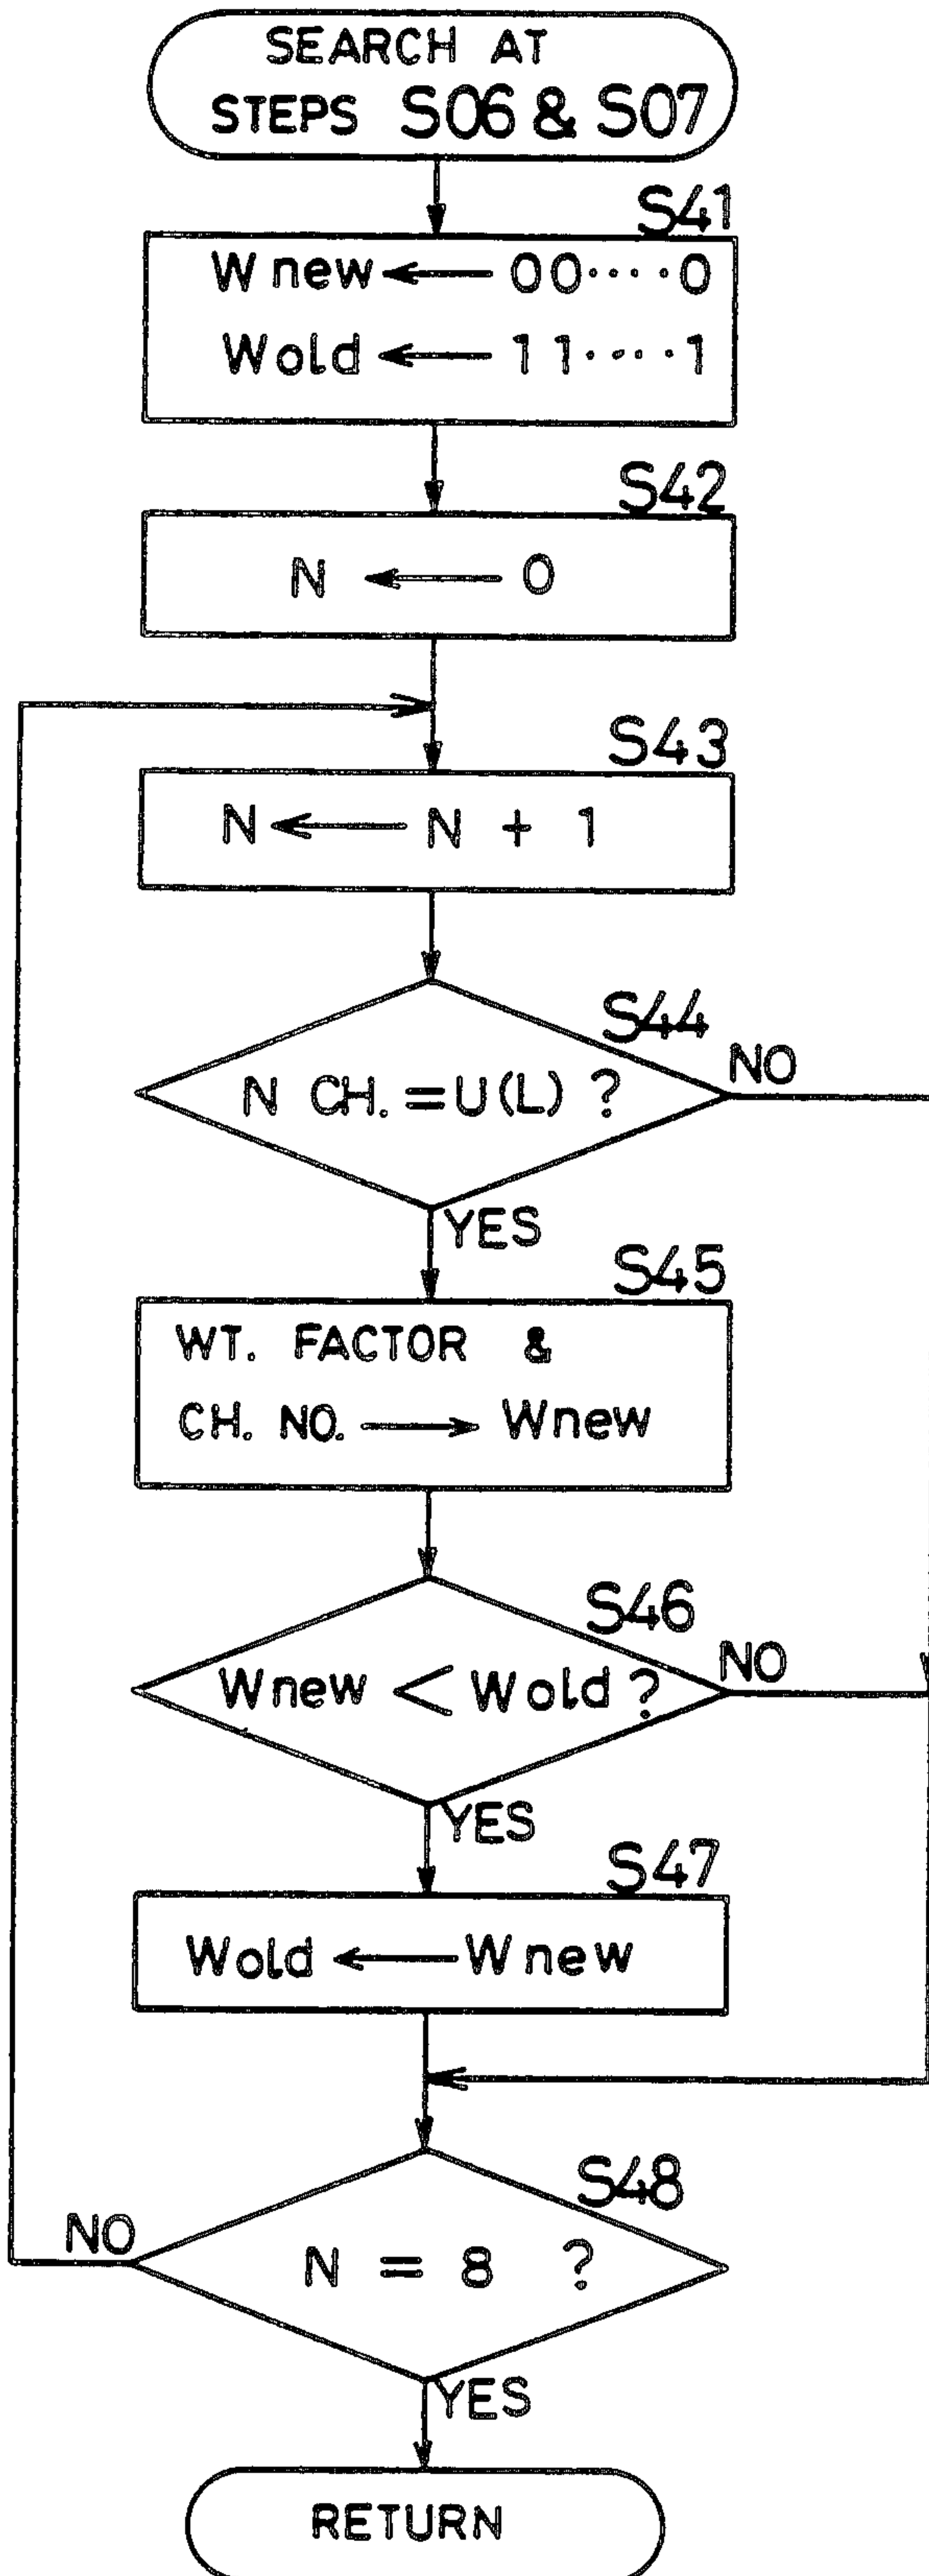 SEARCH AT
STEPS S06 & S07
S41
Wnew ← 00····0
Wold ← 11····1
S42
N ← 0
S43
N ← N + 1
S44
N CH. = U(L) ?
NO
YES
S45
WT. FACTOR &
CH. NO. → Wnew
S46
Wnew < Wold ?
NO
YES
S47
Wold ← Wnew
S48
N = 8 ?
NO
YES
RETURN